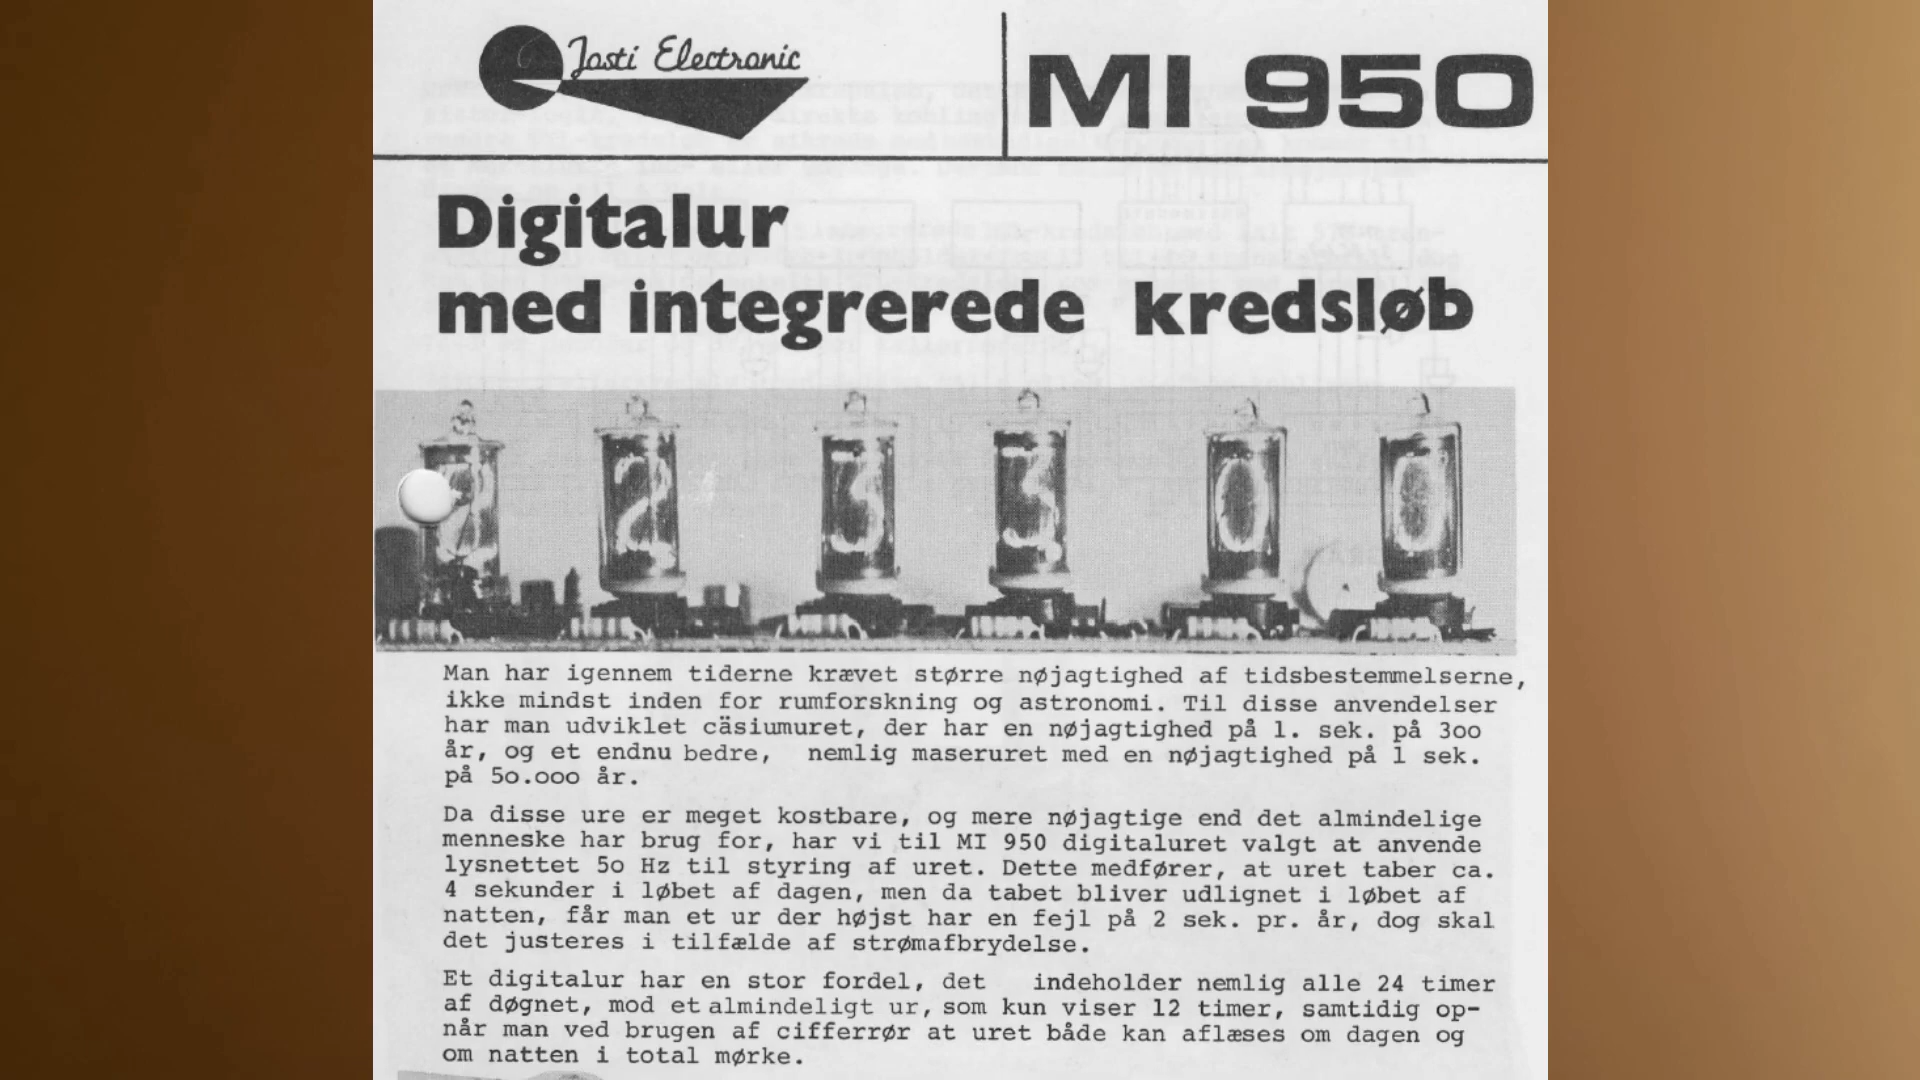 Josti Electronic
MI 950
Digitalur
med integrerede kredsløb
2 3 3 0 0
Man har igennem tiderne krævet større nøjagtighed af tidsbestemmelserne,
ikke mindst inden for rumforskning og astronomi. Til disse anvendelser
har man udviklet cäsiumuret, der har en nøjagtighed på l. sek. på 3oo
år, og et endnu bedre, nemlig maseruret med en nøjagtighed på l sek.
på 5o.ooo år.
Da disse ure er meget kostbare, og mere nøjagtige end det almindelige
menneske har brug for, har vi til MI 950 digitaluret valgt at anvende
lysnettet 5o Hz til styring af uret. Dette medfører, at uret taber ca.
4 sekunder i løbet af dagen, men da tabet bliver udlignet i løbet af
natten, får man et ur der højst har en fejl på 2 sek. pr. år, dog skal
det justeres i tilfælde af strømafbrydelse.
Et digitalur har en stor fordel, det indeholder nemlig alle 24 timer
af døgnet, mod et almindeligt ur, som kun viser 12 timer, samtidig op-
når man ved brugen af cifferrør at uret både kan aflæses om dagen og
om natten i total mørke.